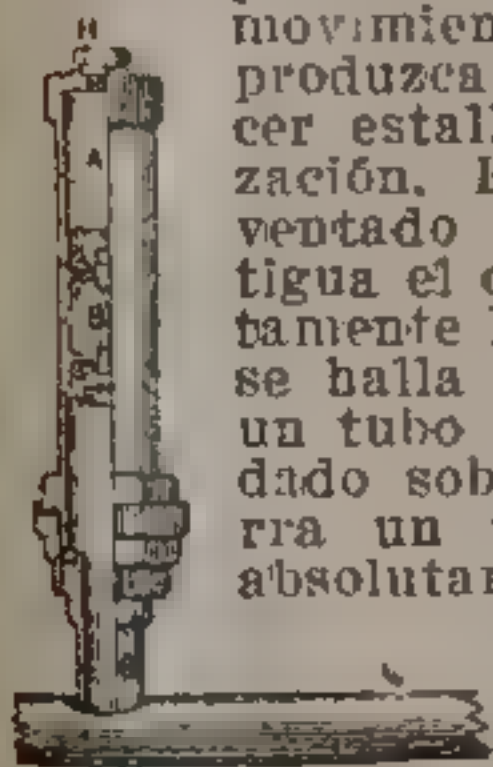 movimien
produzca
cer estal
zación.
ventado
tigua el
tamente
se halla
un tubo
dado sob
rra un
absolutar
H
A